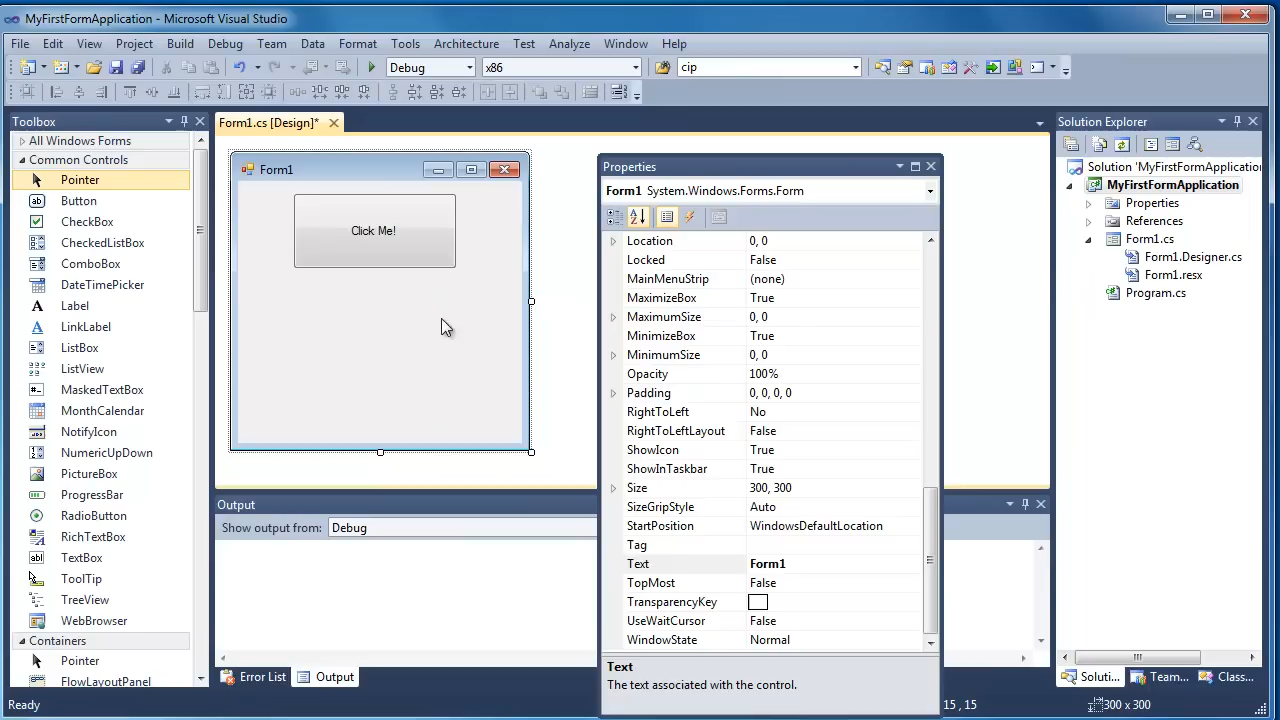 MyFirstFormApplication - Microsoft Visual Studio
File Edit View Project Build Debug Team Data Format Tools Architecture Test Analyze Window Help
Debug x86 cip
Toolbox
All Windows Forms
Common Controls
Pointer
Button
CheckBox
CheckedListBox
ComboBox
DateTimePicker
Label
LinkLabel
ListBox
ListView
MaskedTextBox
MonthCalendar
NotifyIcon
NumericUpDown
PictureBox
ProgressBar
RadioButton
RichTextBox
TextBox
ToolTip
TreeView
WebBrowser
Containers
Pointer
FlowLayoutPanel
Form1.cs [Design]*
Form1
Click Me!
Output
Show output from: Debug
Error List Output
Properties
Form1 System.Windows.Forms.Form
Location 0, 0
Locked False
MainMenuStrip (none)
MaximizeBox True
MaximumSize 0, 0
MinimizeBox True
MinimumSize 0, 0
Opacity 100%
Padding 0, 0, 0, 0
RightToLeft No
RightToLeftLayout False
ShowIcon True
ShowInTaskbar True
Size 300, 300
SizeGripStyle Auto
StartPosition WindowsDefaultLocation
Tag
Text Form1
TopMost False
TransparencyKey
UseWaitCursor False
WindowState Normal
Text
The text associated with the control.
Solution Explorer
Solution 'MyFirstFormApplication
MyFirstFormApplication
Properties
References
Form1.cs
Form1.Designer.cs
Form1.resx
Program.cs
Soluti... Team... Class...
Ready 15 , 15 300 x 300